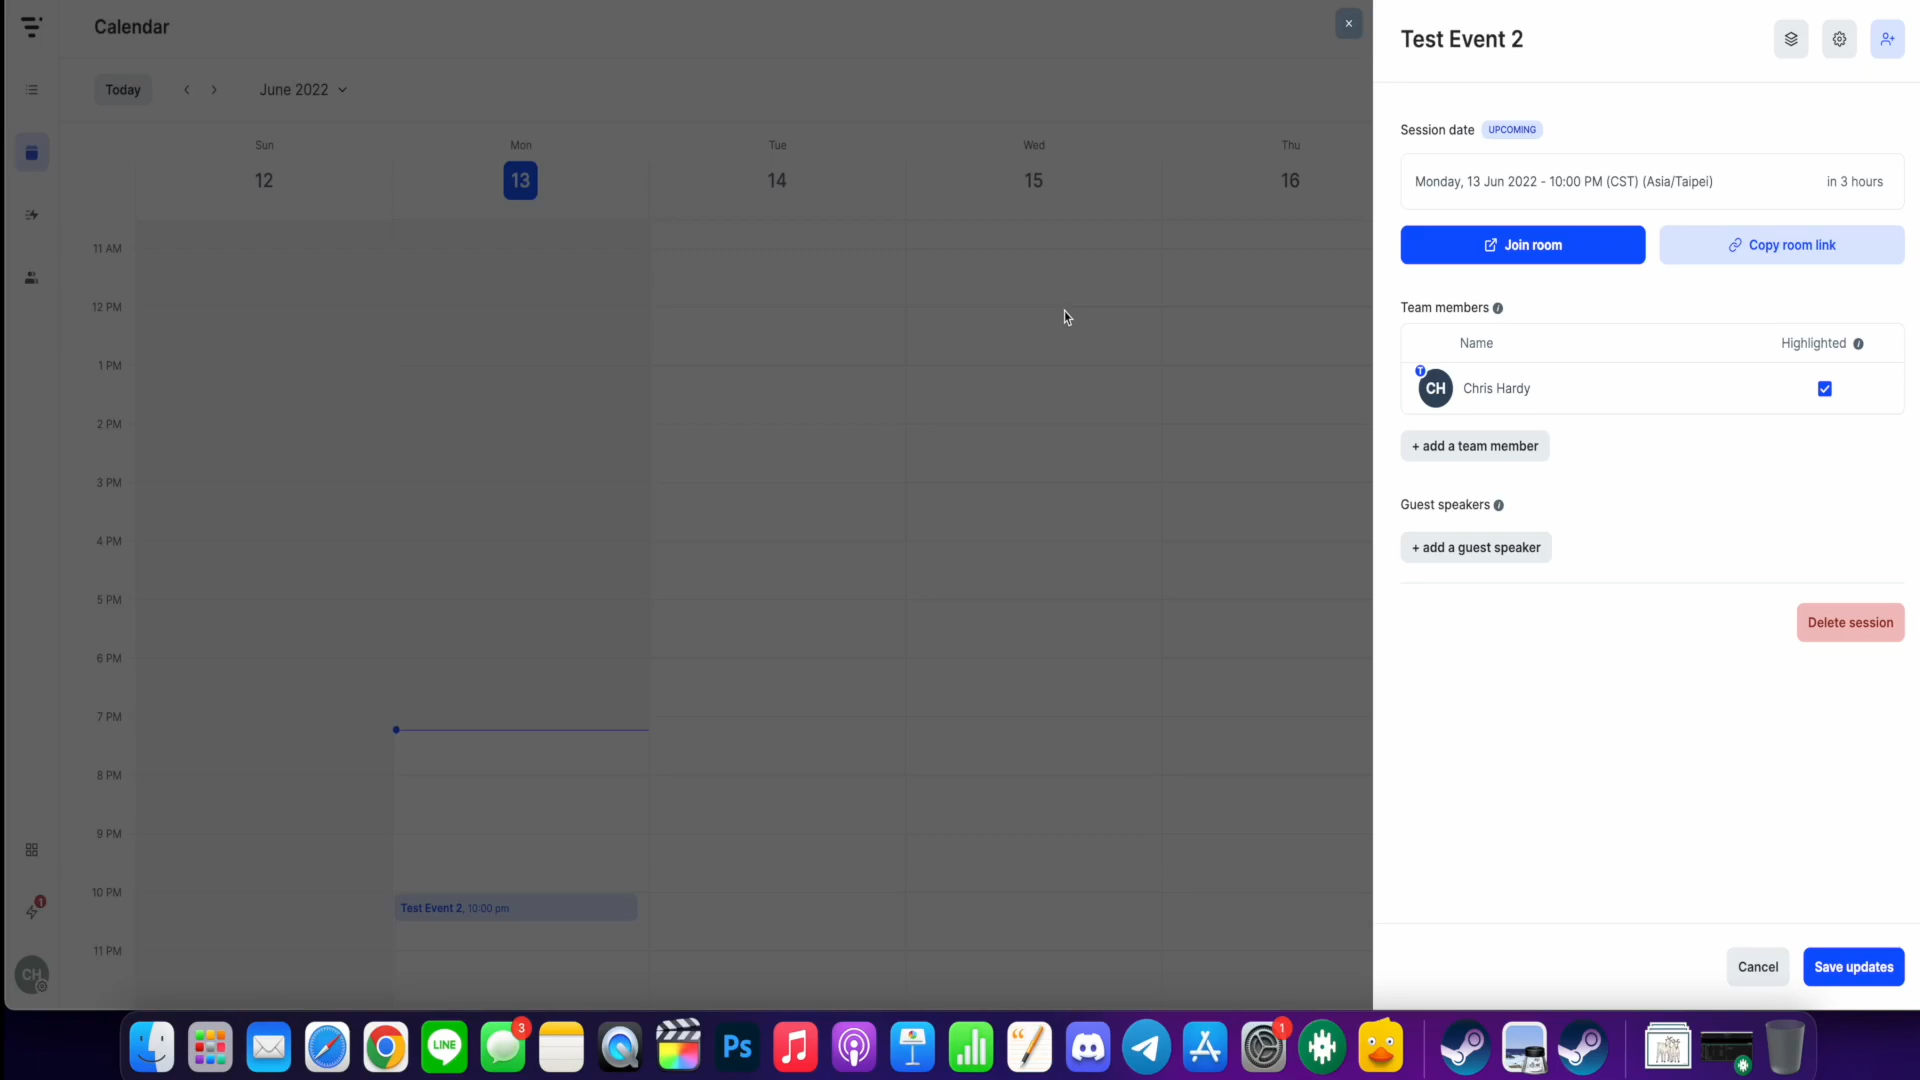 Calendar
×
Test Event 2
Today
June 2022
Sun
Mon
Tue
Wed
Thu
12
13
14
15
16
11 AM
12 PM
1 PM
2 PM
3 PM
4 PM
5 PM
6 PM
7 PM
8 PM
9 PM
10 PM
11 PM
Test Event 2, 10:00 pm
1
CH
Session date UPCOMING
Monday, 13 Jun 2022 - 10:00 PM (CST) (Asia/Taipei) in 3 hours
Join room
Copy room link
Team members
Name
Highlighted
T
CH Chris Hardy
+ add a team member
Guest speakers
+ add a guest speaker
Delete session
Cancel
Save updates
LINE
3
Ps
1